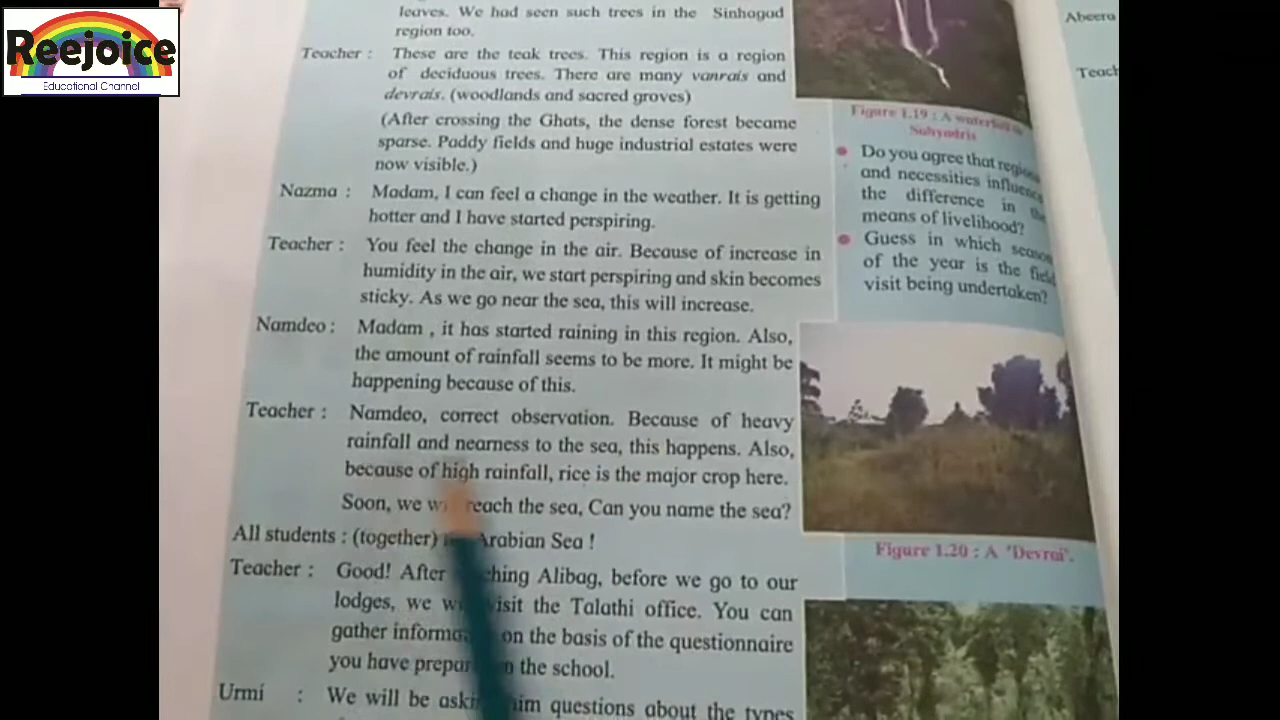 Reejoice
Educational Channel
leaves. We had seen such trees in the Sinhagad
region too.
Teacher : These are the teak trees. This region is a region
of deciduous trees. There are many vanrais and
devrais. (woodlands and sacred groves)
(After crossing the Ghats, the dense forest became
sparse. Paddy fields and huge industrial estates were
now visible.)
Nazma : Madam, I can feel a change in the weather. It is getting
hotter and I have started perspiring.
Teacher : You feel the change in the air. Because of increase in
humidity in the air, we start perspiring and skin becomes
sticky. As we go near the sea, this will increase.
Namdeo : Madam , it has started raining in this region. Also,
the amount of rainfall seems to be more. It might be
happening because of this.
Teacher : Namdeo, correct observation. Because of heavy
rainfall and nearness to the sea, this happens. Also,
because of high rainfall, rice is the major crop here.
Soon, we reach the sea, Can you name the sea?
All students : (together) Arabian Sea !
Teacher : Good! After Alibag, before we go to our
lodges, we visit the Talathi office. You can
gather on the basis of the questionnaire
you have the school.
Urmi : We will be questions about the types
Figure 1.19 : A waterfall in
Sahyadris
Do you agree that regions
and necessities influence
the difference in the
means of livelihood?
Guess in which season
of the year is the field
visit being undertaken?
Figure 1.20 : A 'Devrai'.
Abeera
Teach